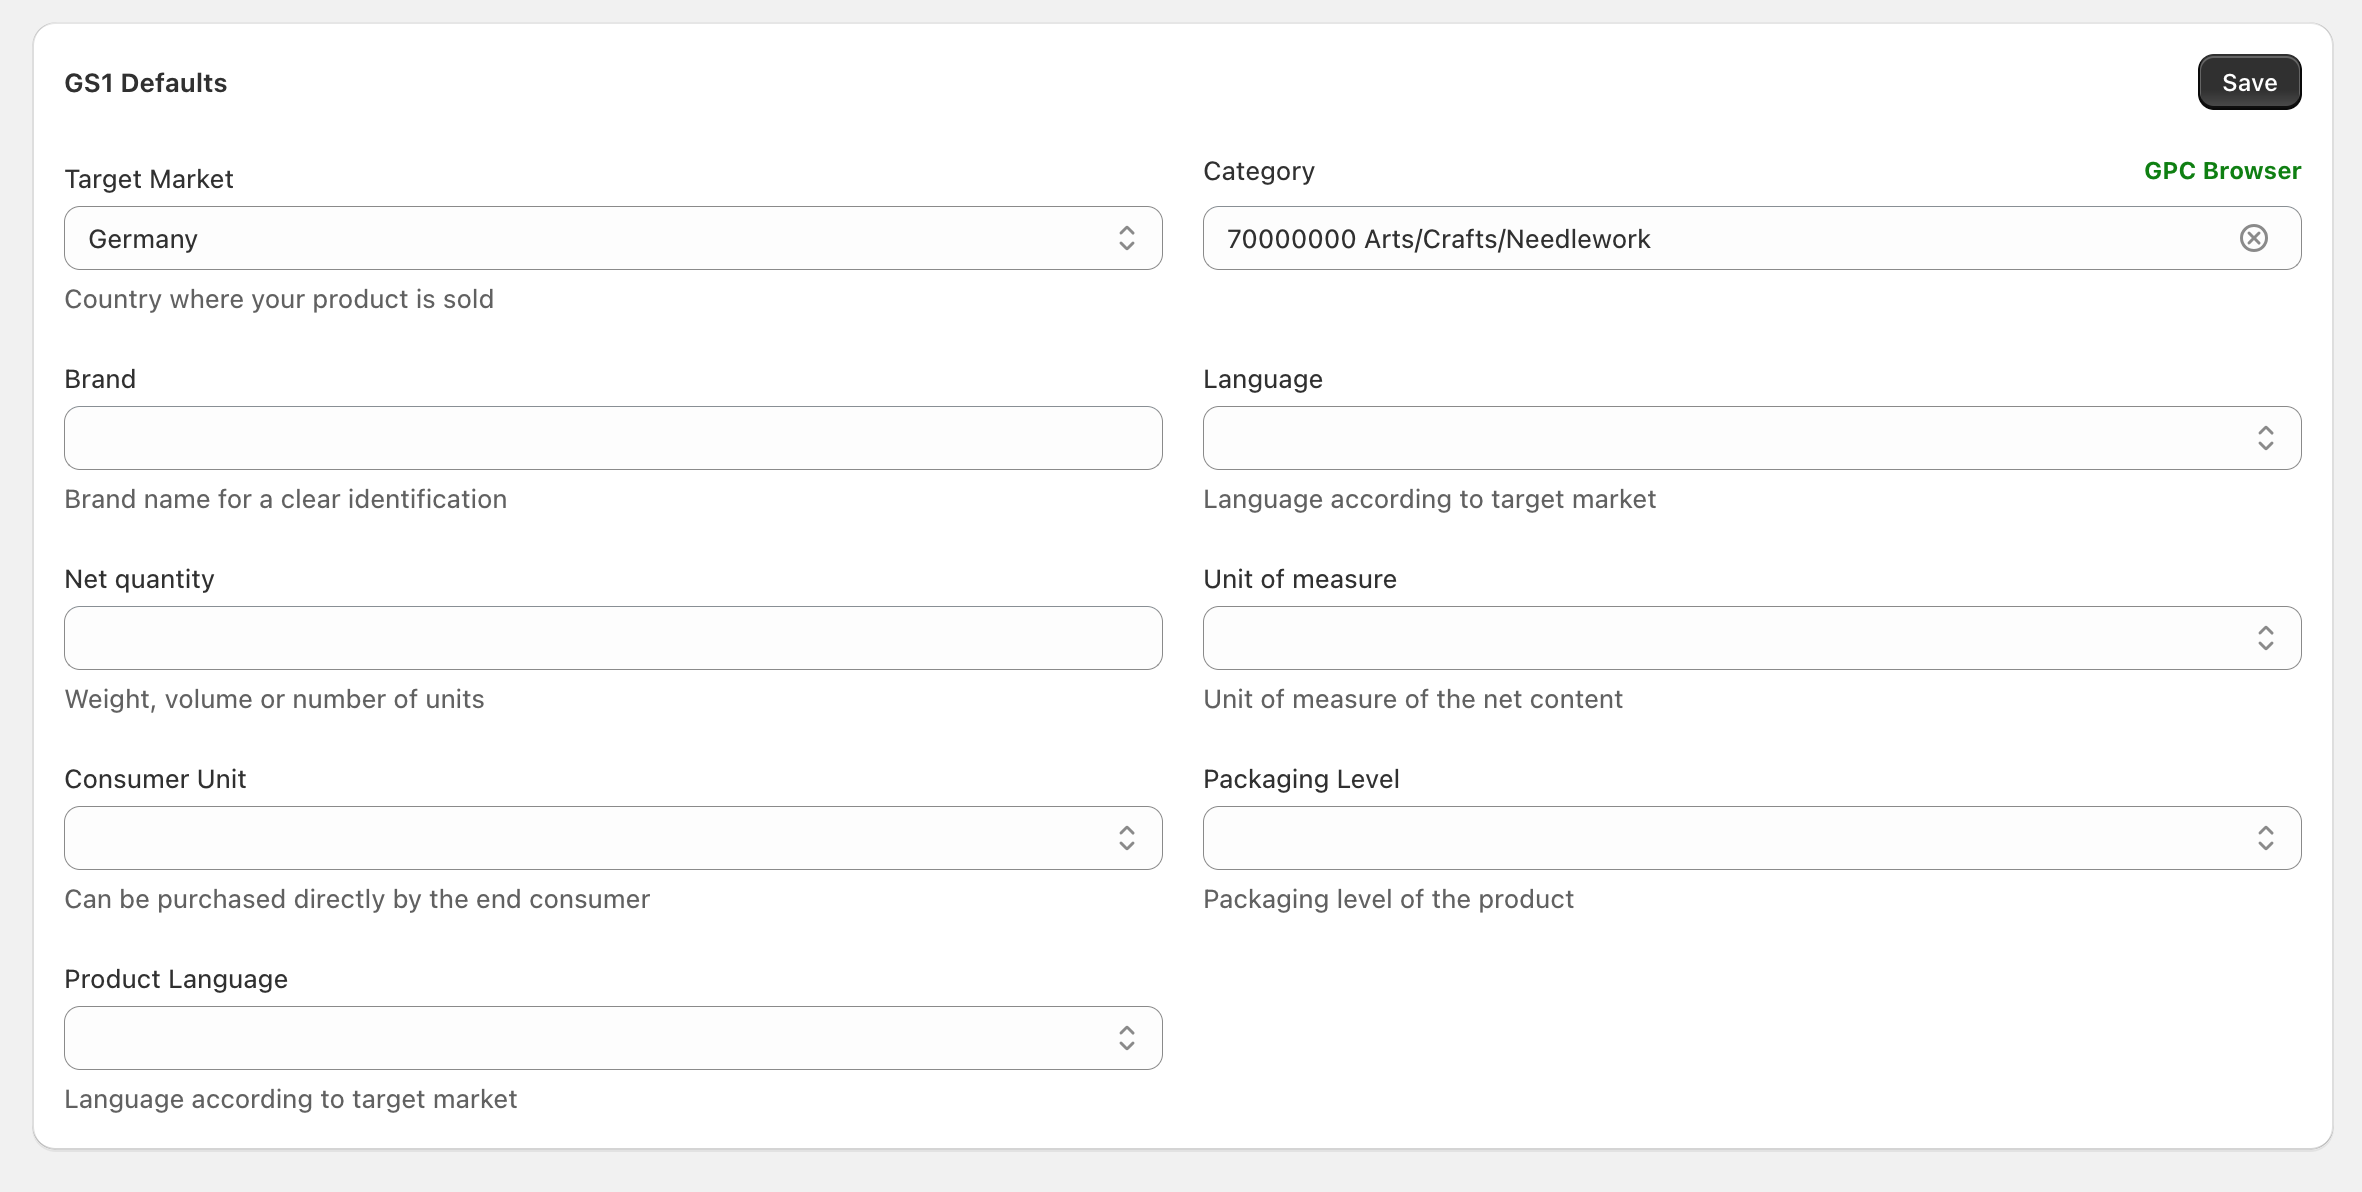 GS1 Defaults
Save
Target Market
Category
GPC Browser
Germany
70000000 Arts/Crafts/Needlework
Country where your product is sold
Brand
Language
Brand name for a clear identification
Language according to target market
Net quantity
Unit of measure
Weight, volume or number of units
Unit of measure of the net content
Consumer Unit
Packaging Level
Can be purchased directly by the end consumer
Packaging level of the product
Product Language
Language according to target market